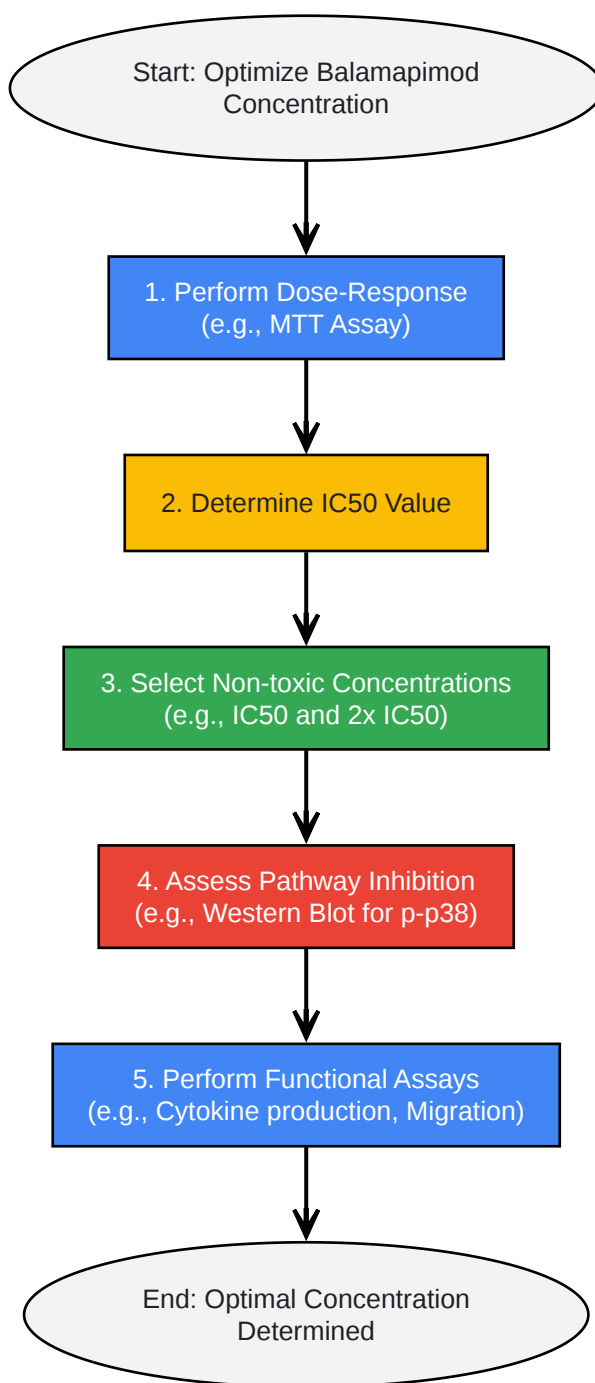 Start: Optimize Balamapimod
Concentration
1. Perform Dose-Response
(e.g., MTT Assay)
2. Determine IC50 Value
3. Select Non-toxic Concentrations
(e.g., IC50 and 2x IC50)
4. Assess Pathway Inhibition
(e.g., Western Blot for p-p38)
5. Perform Functional Assays
(e.g., Cytokine production, Migration)
End: Optimal Concentration
Determined